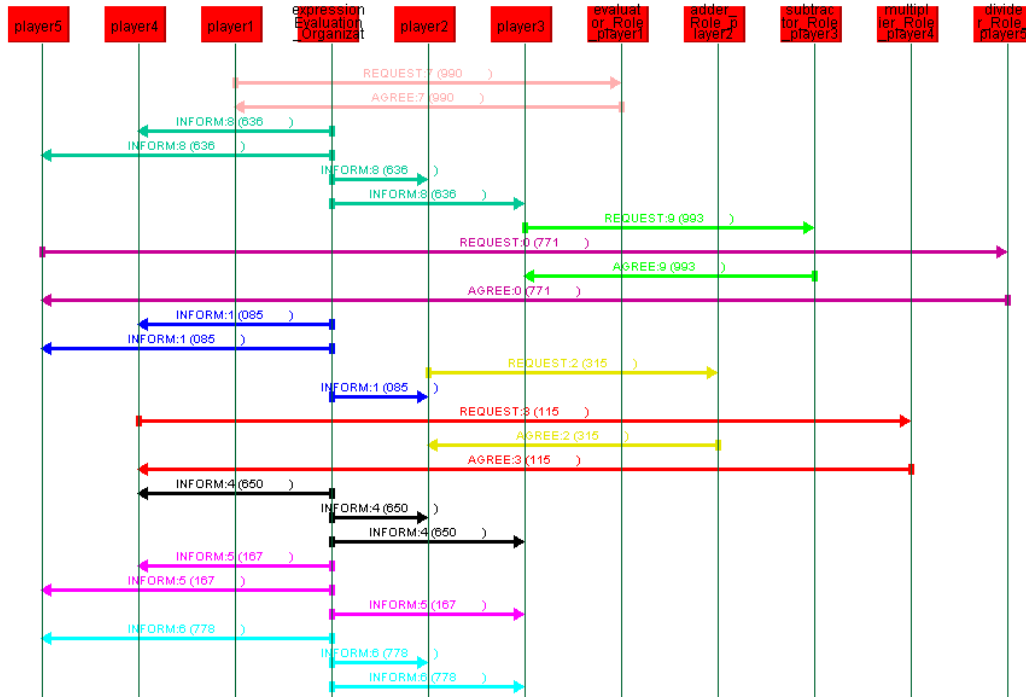 player5
player4
player1
expression
Evaluation
_Organizat
player2
player3
evaluat
or_Role
_player1
adder_
Role_p
layer2
subtrac
tor_Role
_player3
multipl
ier_Role
_player4
divide
r_Role_
player5
REQUEST:7 (990 )
AGREE:7 (990 )
INFORM:8 (636 )
INFORM:8 (636 )
INFORM:8 (636 )
INFORM:8 (636 )
REQUEST:9 (993 )
REQUEST:0 (771 )
AGREE:9 (993 )
AGREE:0 (771 )
INFORM:1 (085 )
INFORM:1 (085 )
REQUEST:2 (315 )
INFORM:1 (085 )
REQUEST:3 (115 )
AGREE:2 (315 )
AGREE:3 (115 )
INFORM:4 (650 )
INFORM:4 (650 )
INFORM:4 (650 )
INFORM:5 (167 )
INFORM:5 (167 )
INFORM:5 (167 )
INFORM:6 (778 )
INFORM:6 (778 )
INFORM:6 (778 )